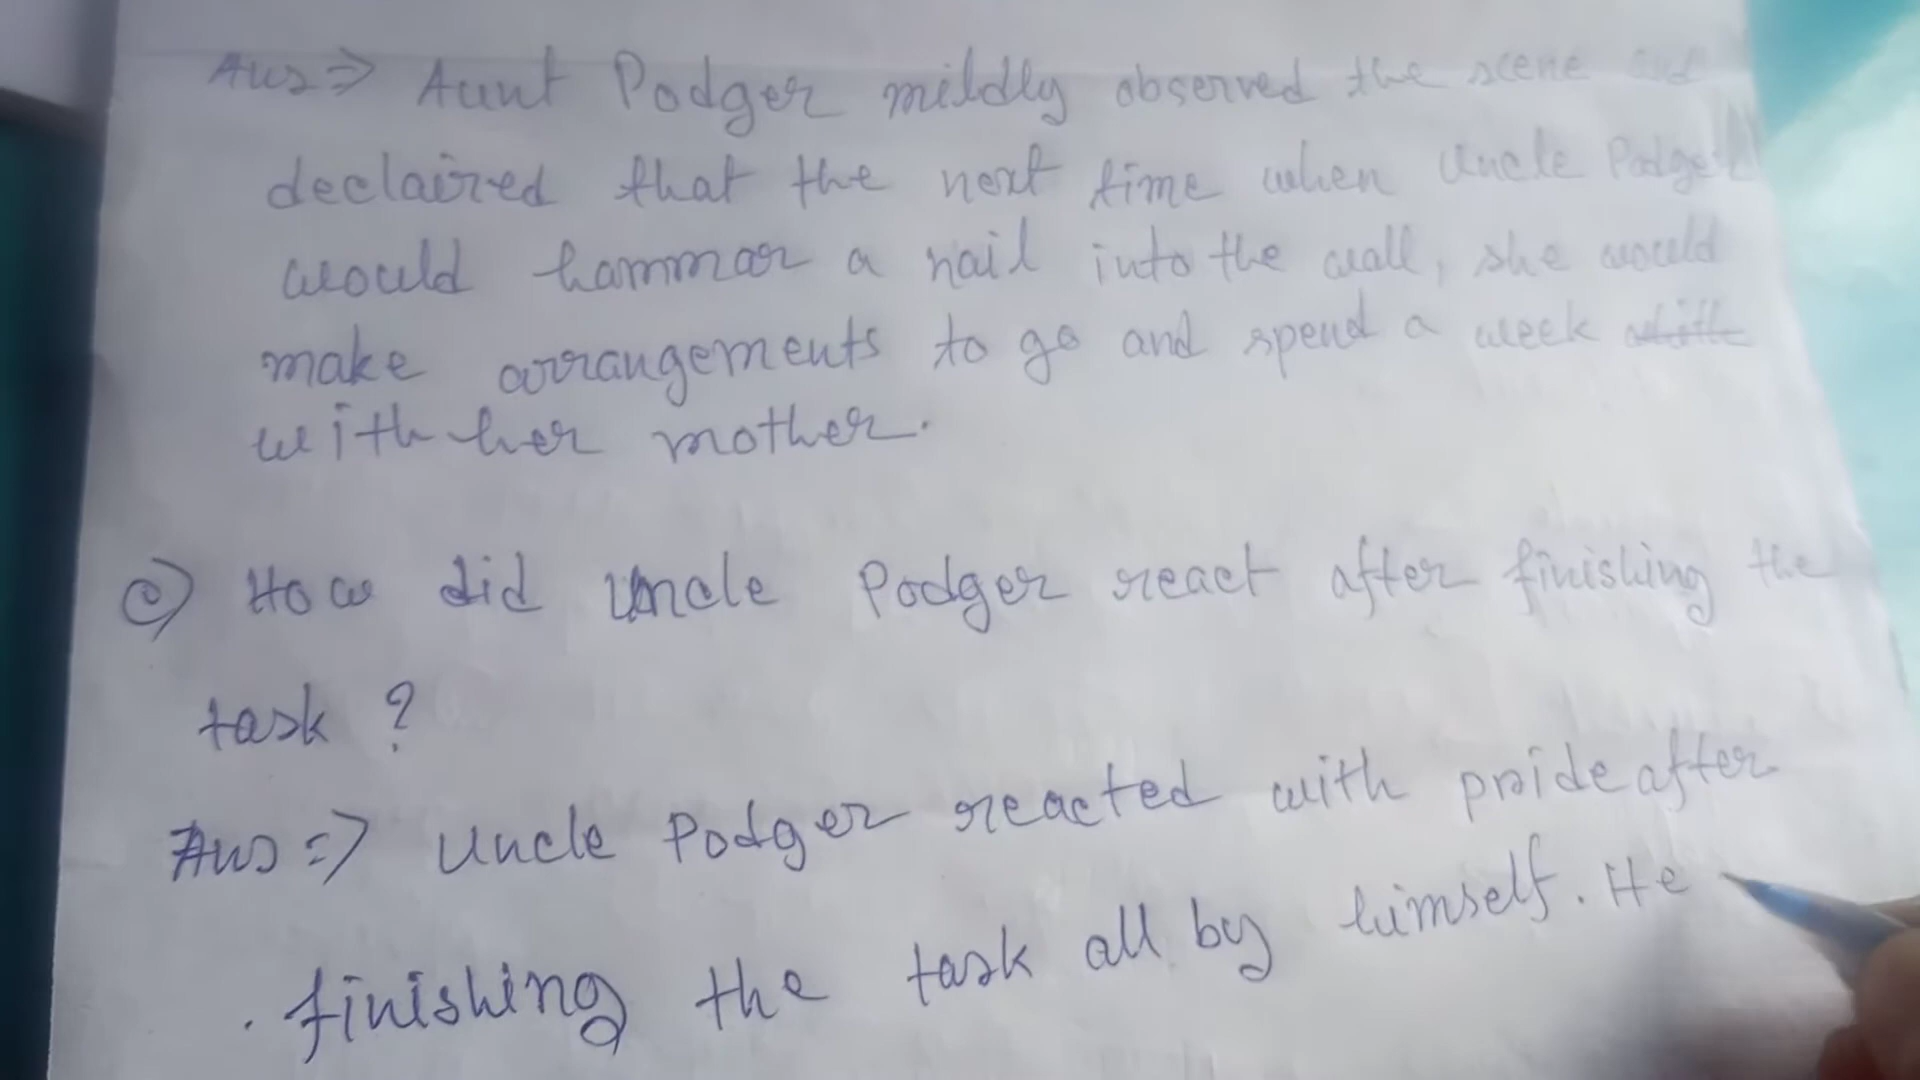 Ans => Aunt Podger mildly observed the scene and
declaired that the next time when Uncle Podger
would hammar a nail into the wall, she would
make arrangements to go and spend a week
with her mother.
e) How did Uncle Podger react after finishing the
task ?
Ans => Uncle Podger reacted with pride after
finishing the task all by himself. He